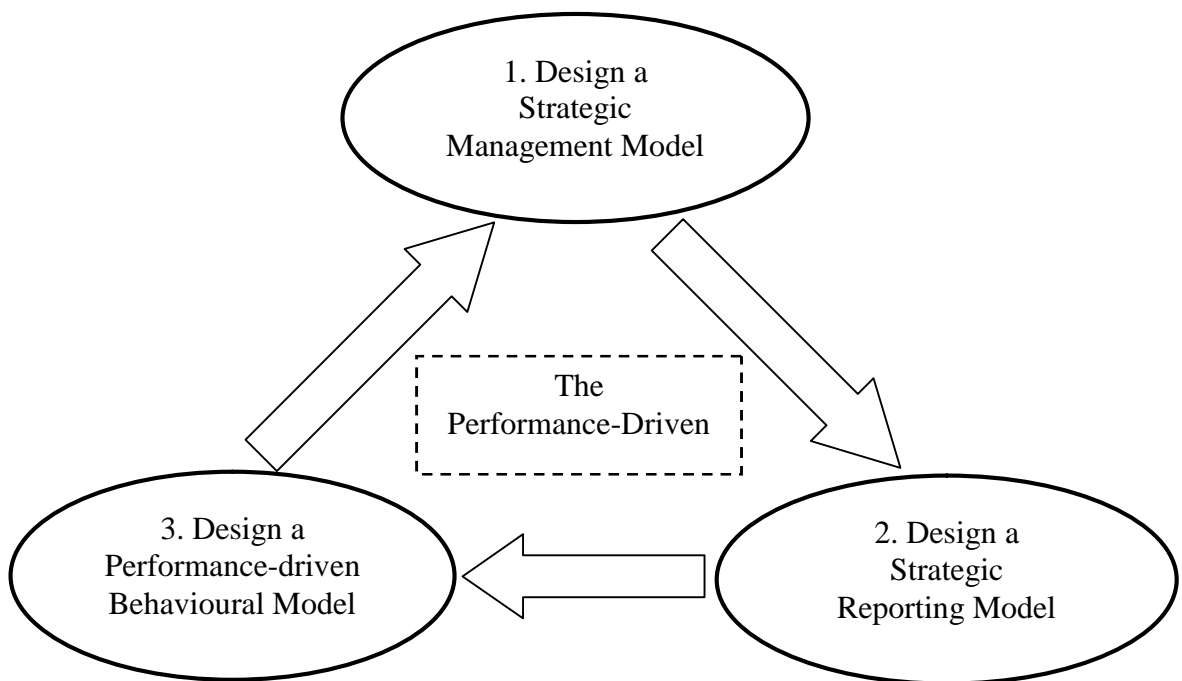 1. Design a
Strategic
Management Model
The
Performance-Driven
3. Design a
Performance-driven
Behavioural Model
2. Design a
Strategic
Reporting Model